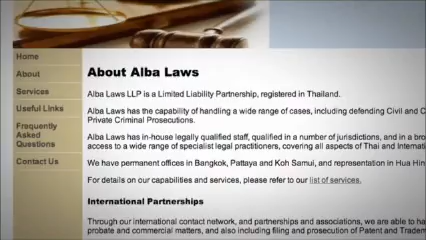 Home
About
Services
Useful Links
Frequently
Asked
Questions
Contact Us
About Alba Laws
Alba Laws LLP is a Limited Liability Partnership, registered in Thailand.
Alba Laws has the capability of handling a wide range of cases, including defending Civil and C
Private Criminal Prosecutions.
Alba Laws has in-house legally qualified staff, qualified in a number of jurisdictions, and in a bro
access to a wide range of specialist legal practitioners, covering all aspects of Thai and Internati
We have permanent offices in Bangkok, Pattaya and Koh Samui, and representation in Hua Hin
For details on our capabilities and services, please refer to our list of services.
International Partnerships
Through our international contact network, and partnerships and associations, we are able to ha
probate and commercial matters, and also including filing and prosecution of Patent and Tradem